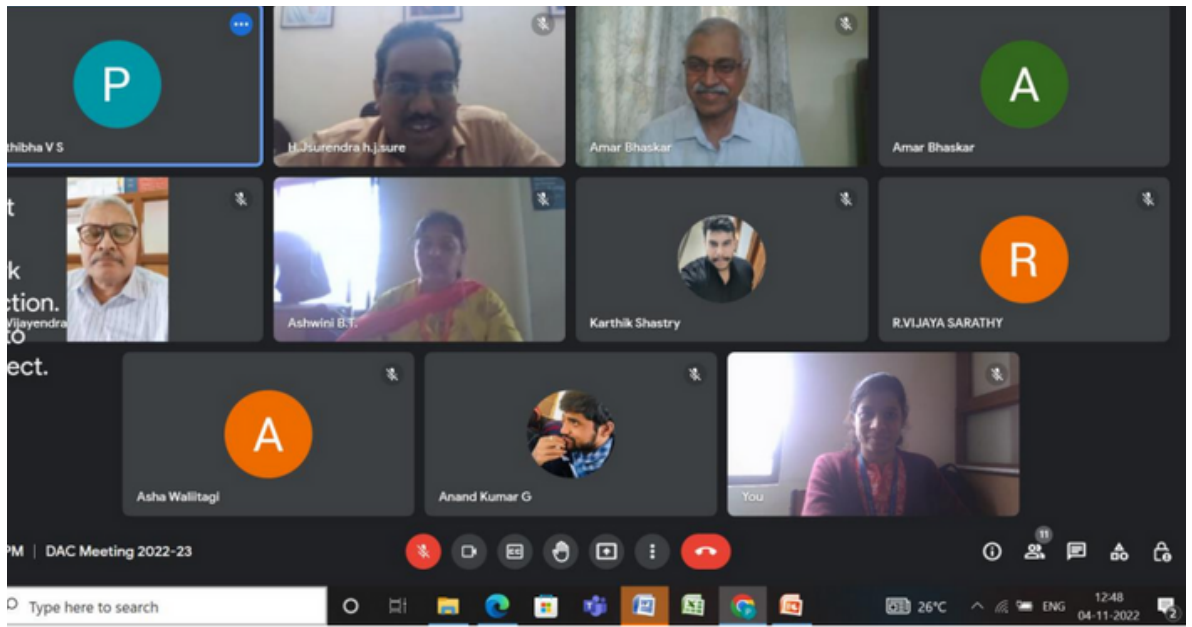 P
thibha V S
H.Jsurendra h.j.sure
Amar Bhaskar
A
Amar Bhaskar
t
k
ction.
to
ect.
Vijayendra
Ashwini B.T.
Karthik Shastry
R
R.VIJAYA SARATHY
A
Asha Waliitagi
Anand Kumar G
You
PM | DAC Meeting 2022-23
11
Type here to search
26°C
ENG
12:48
04-11-2022
2